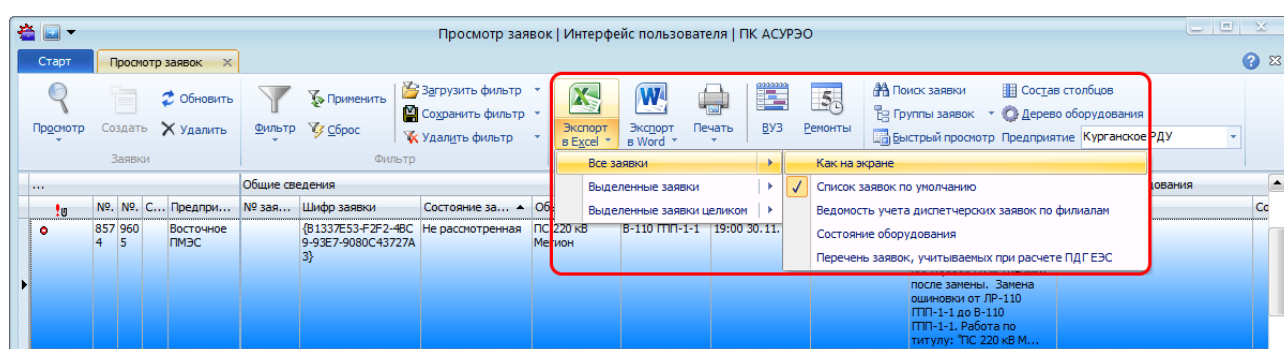 Просмотр заявок | Интерфейс пользователя | ПК АСУРЭО
Старт
Просмотр заявок
Просмотр
Создать
Обновить
Удалить
Заявки
Фильтр
Применить
Сброс
Загрузить фильтр
Сохранить фильтр
Удалить фильтр
Фильтр
Экспорт
в Excel
Экспорт
в Word
Печать
ВУЗ
Ремонты
Поиск заявки
Группы заявок
Быстрый просмотр
Состав столбцов
Дерево оборудования
Предприятие Курганское РДУ
Все заявки
Выделенные заявки
Выделенные заявки целиком
Как на экране
Список заявок по умолчанию
Ведомость учета диспетчерских заявок по филиалам
Состояние оборудования
Перечень заявок, учитываемых при расчете ПДГ ЕЭС
...
Общие сведения
№.
№.
С...
Предпри...
№ зая...
Шифр заявки
Состояние за...
857
4
960
5
Восточное
ПМЭС
{B1337E53-F2F2-4BC
9-93E7-9080C43727A
3}
Не рассмотренная
ПС 220 кВ
Мегион
В-110 ГПП-1-1
19:00 30.11.
после замены. Замена
ошиновки от ЛР-110
ГПП-1-1 до В-110
ГПП-1-1. Работа по
титулу: "ПС 220 кВ М...